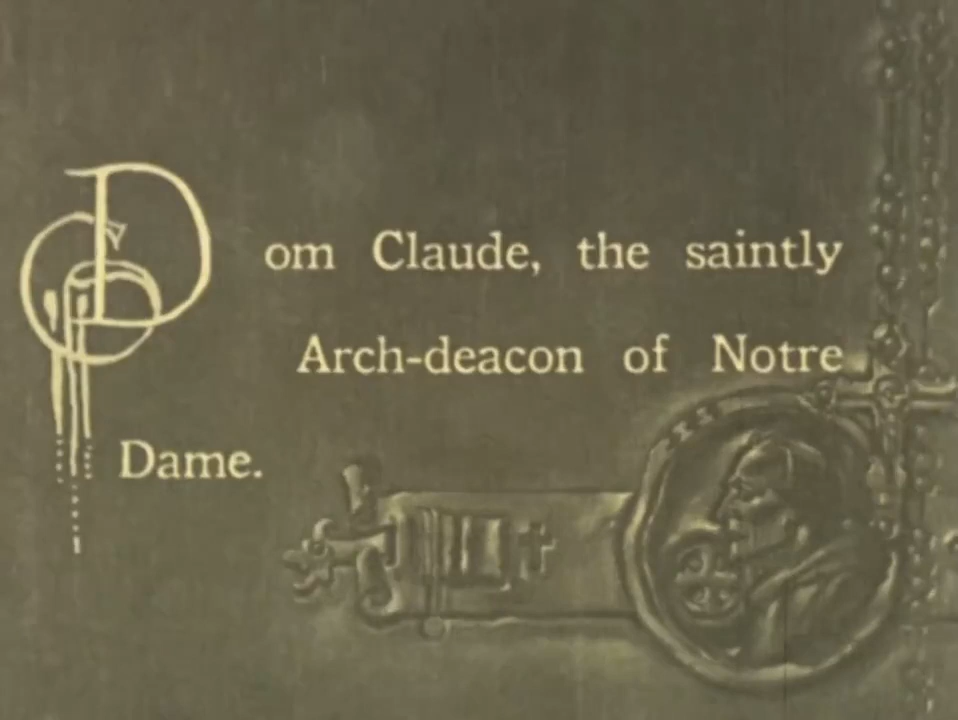 Dom Claude, the saintly
Arch-deacon of Notre
Dame.